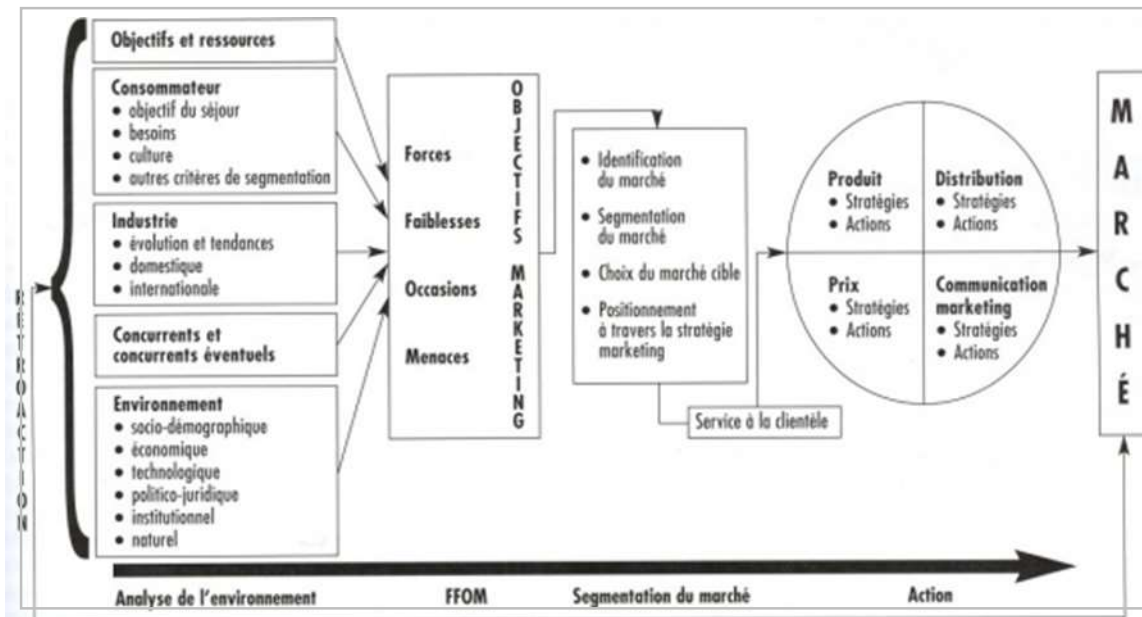 RÉTROACTION
Objectifs et ressources
Consommateur
• objectif du séjour
• besoins
• culture
• autres critères de segmentation
Industrie
• évolution et tendances
• domestique
• internationale
Concurrents et
concurrents éventuels
Environnement
• socio-démographique
• économique
• technologique
• politico-juridique
• institutionnel
• naturel
Forces
Faiblesses
Occasions
Menaces
OBJECTIFS MARKETING
• Identification
du marché
• Segmentation
du marché
• Choix du marché cible
• Positionnement
à travers la stratégie
marketing
Service à la clientèle
Produit
• Stratégies
• Actions
Distribution
• Stratégies
• Actions
Prix
• Stratégies
• Actions
Communication
marketing
• Stratégies
• Actions
MARCHÉ
Analyse de l'environnement
FFOM
Segmentation du marché
Action